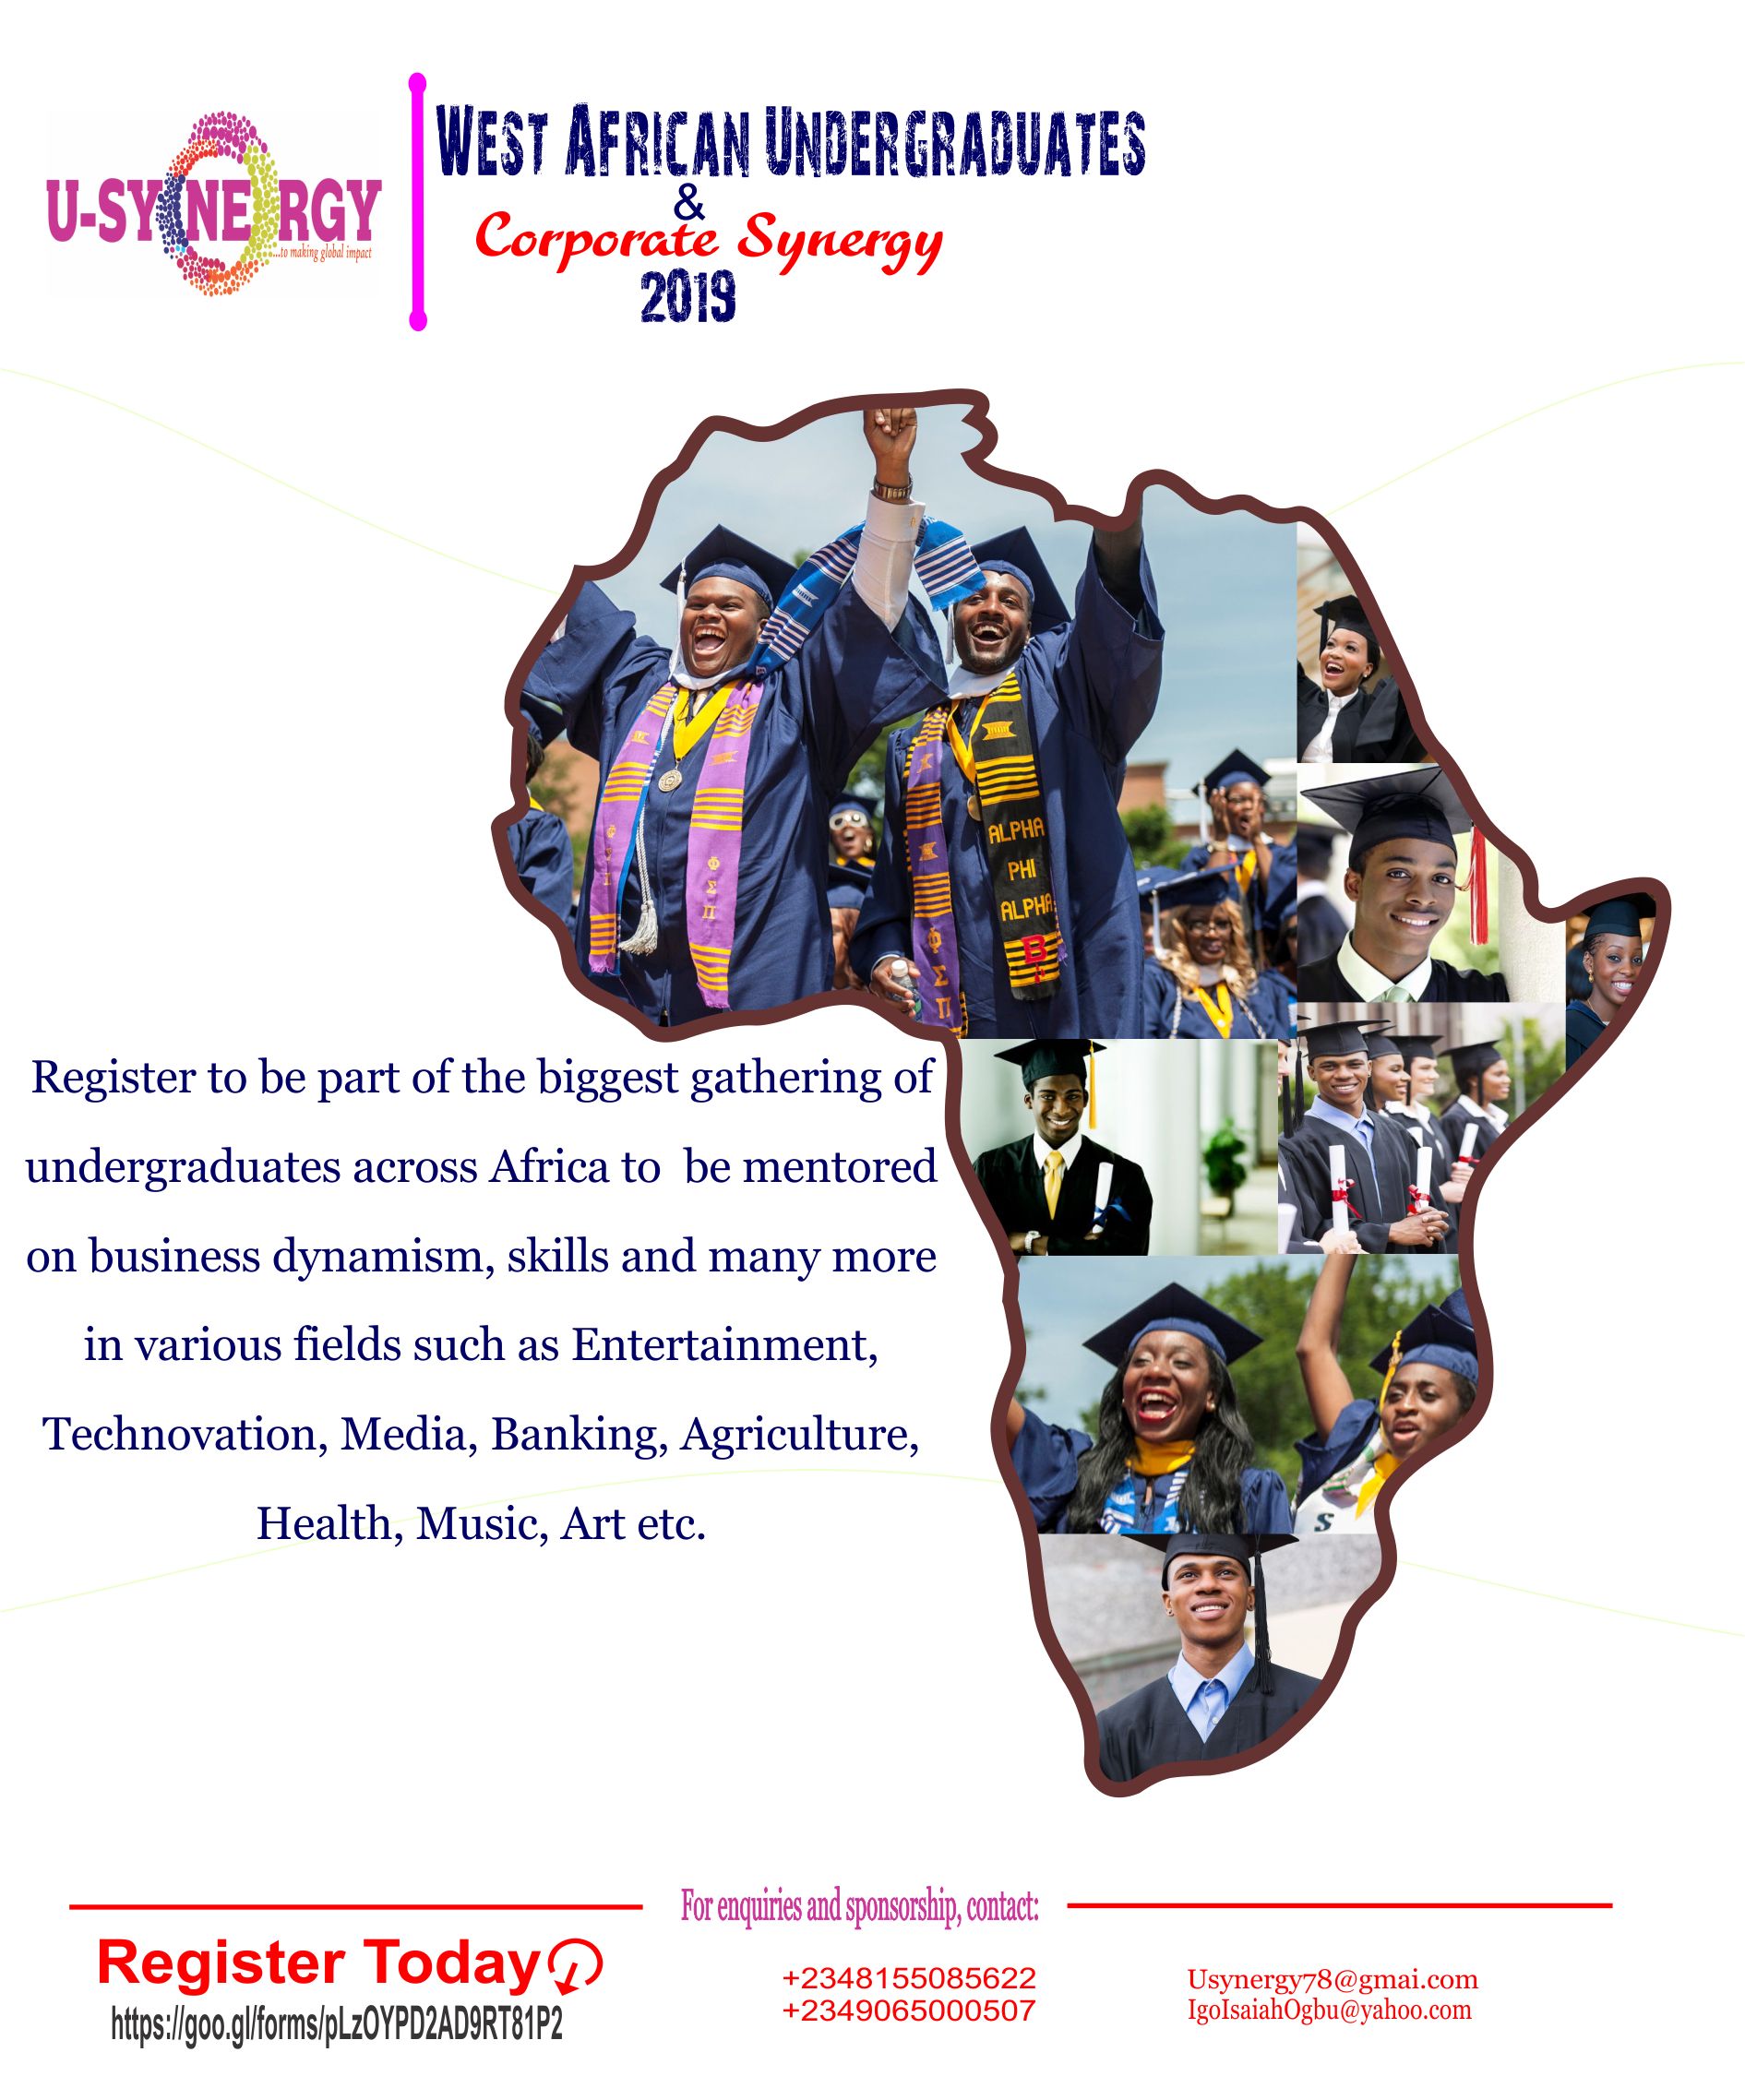 U-SYNERGY
...to making global impact
West African Undergraduates
&
Corporate Synergy
2019
ALPHA
PHI
ALPHA
Φ
Σ
Π
Φ
Σ
Π
S
Register to be part of the biggest gathering of
undergraduates across Africa to be mentored
on business dynamism, skills and many more
in various fields such as Entertainment,
Technovation, Media, Banking, Agriculture,
Health, Music, Art etc.
For enquiries and sponsorship, contact:
Register Today
https://goo.gl/forms/pLzOYPD2AD9RT81P2
+2348155085622
+2349065000507
Usynergy78@gmai.com
IgoIsaiahOgbu@yahoo.com